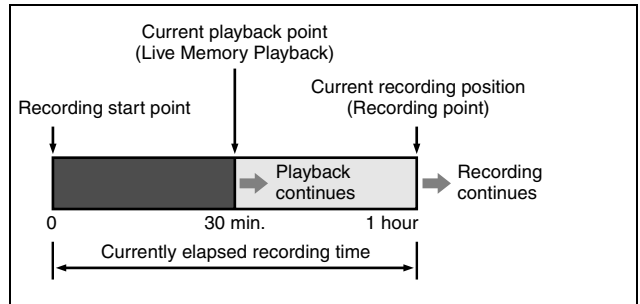 Current playback point
(Live Memory Playback)
Current recording position
(Recording point)
Recording start point
Playback
continues
Recording
continues
0
30 min.
1 hour
Currently elapsed recording time